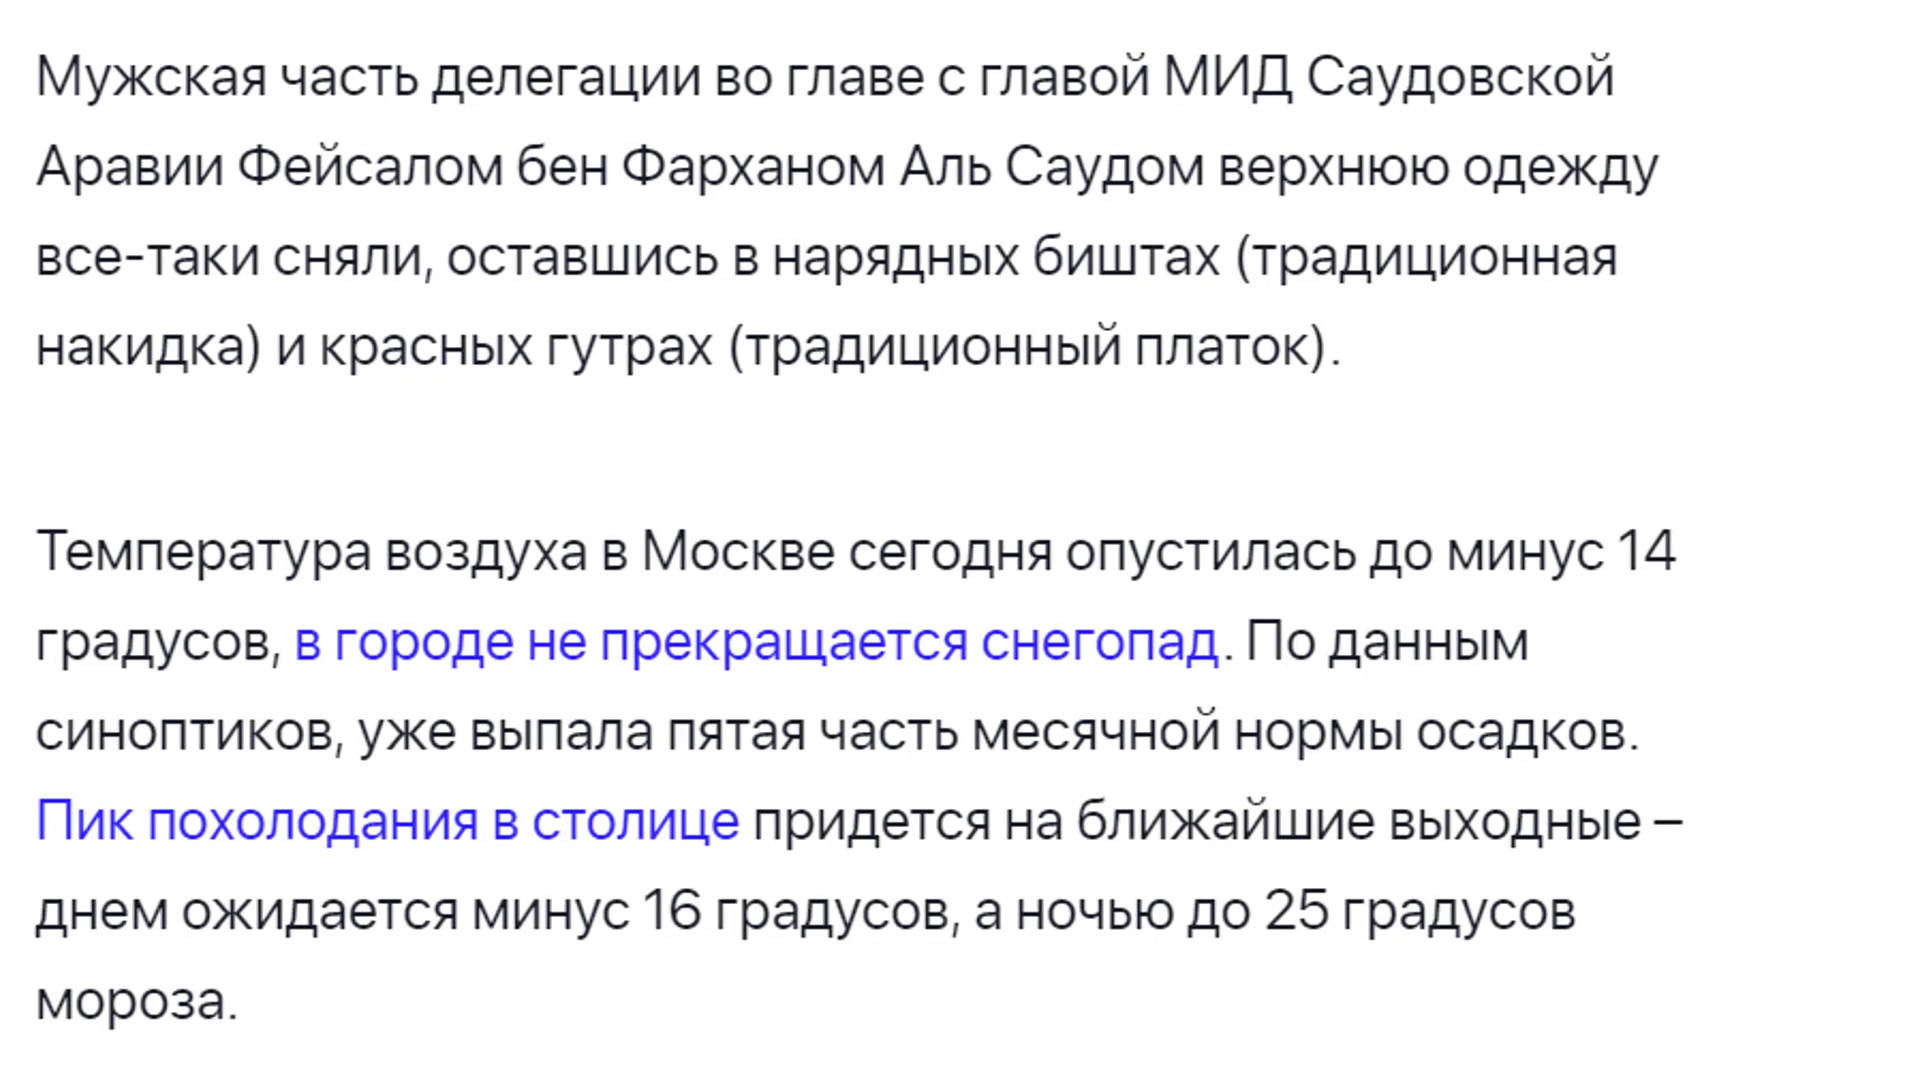 Мужская часть делегации во главе с главой МИД Саудовской
Аравии Фейсалом бен Фарханом Аль Саудом верхнюю одежду
все-таки сняли, оставшись в нарядных биштах (традиционная
накидка) и красных гутрах (традиционный платок).
Температура воздуха в Москве сегодня опустилась до минус 14
градусов, в городе не прекращается снегопад. По данным
синоптиков, уже выпала пятая часть месячной нормы осадков.
Пик похолодания в столице придется на ближайшие выходные –
днем ожидается минус 16 градусов, а ночью до 25 градусов
мороза.